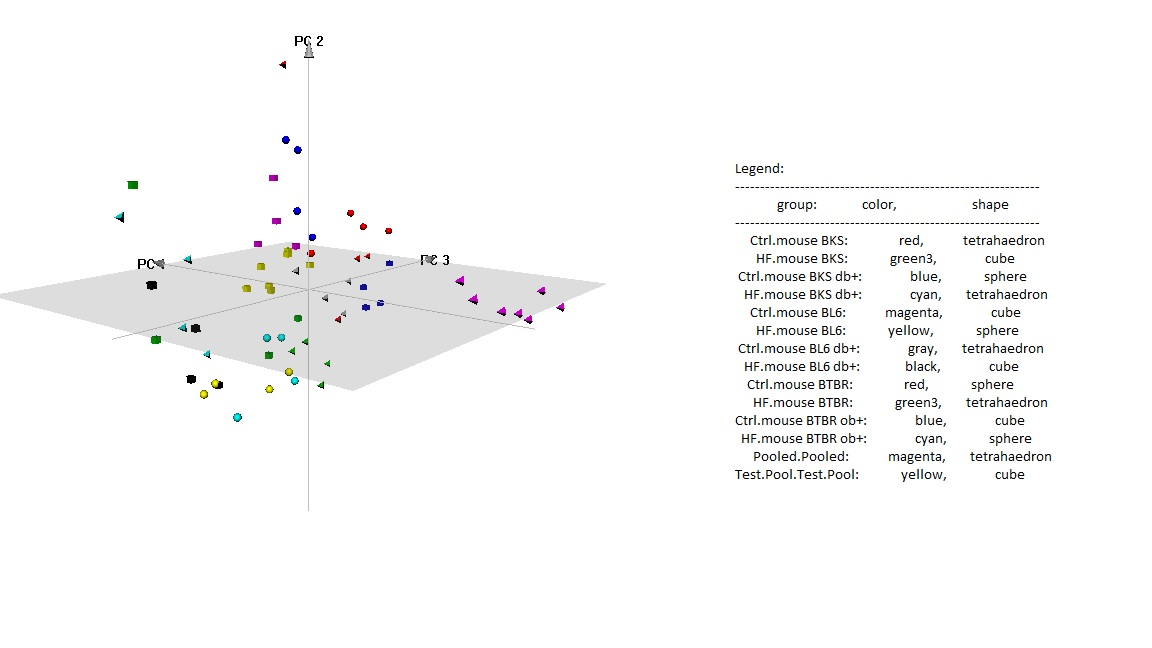 PC 2
PC
PC 3
Legend:
-------------------------------------------------------------
group: color, shape
-------------------------------------------------------------
Ctrl.mouse BKS: red, tetrahaedron
HF.mouse BKS: green3, cube
Ctrl.mouse BKS db+: blue, sphere
HF.mouse BKS db+: cyan, tetrahaedron
Ctrl.mouse BL6: magenta, cube
HF.mouse BL6: yellow, sphere
Ctrl.mouse BL6 db+: gray, tetrahaedron
HF.mouse BL6 db+: black, cube
Ctrl.mouse BTBR: red, sphere
HF.mouse BTBR: green3, tetrahaedron
Ctrl.mouse BTBR ob+: blue, cube
HF.mouse BTBR ob+: cyan, sphere
Pooled.Pooled: magenta, tetrahaedron
Test.Pool.Test.Pool: yellow, cube